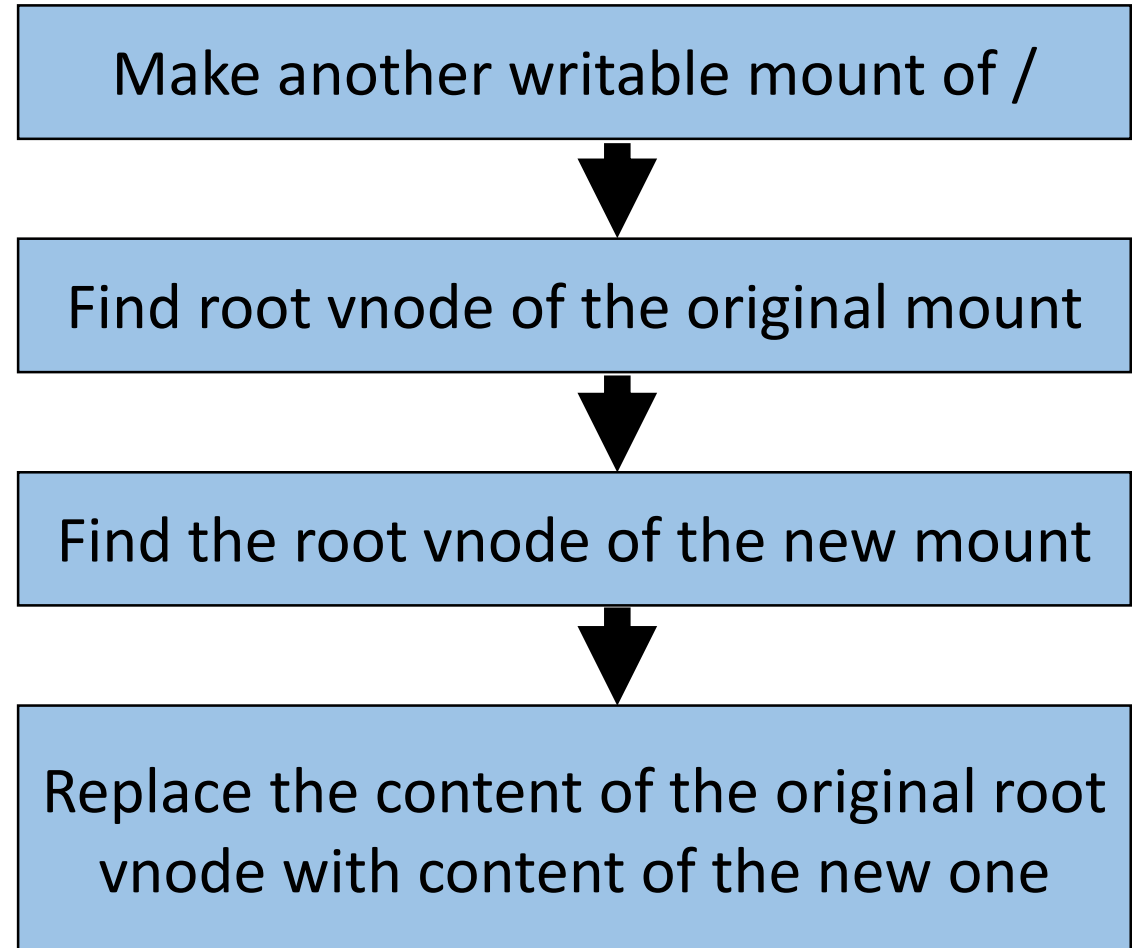 Make another writable mount of /
Find root vnode of the original mount
Find the root vnode of the new mount
Replace the content of the original root
vnode with content of the new one